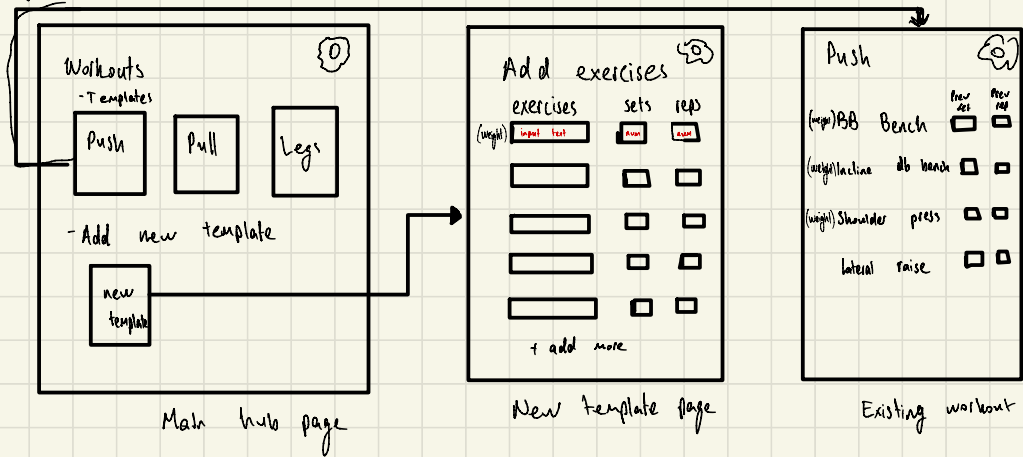 Workouts
- Templates
Push
Pull
Legs
- Add new template
new
template
Main hub page
Add exercises
exercises sets reps
(weight) input text num num
+ add more
New template page
Push
Prev set Prev rep
(weight) BB Bench
(weight) Incline db bench
(weight) Shoulder press
lateral raise
Existing workout